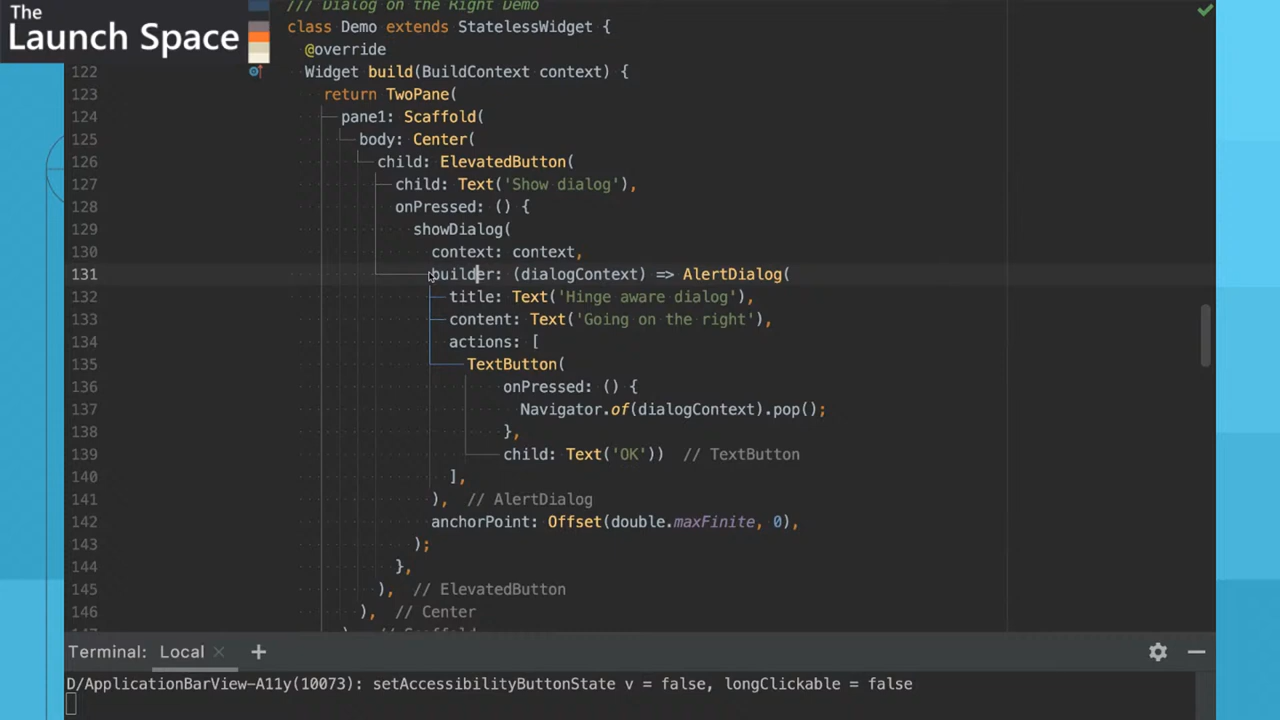 The
Launch Space
/// Dialog on the Right Demo
class Demo extends StatelessWidget {
@override
122 Widget build(BuildContext context) {
123 return TwoPane(
124 pane1: Scaffold(
125 body: Center(
126 child: ElevatedButton(
127 child: Text('Show dialog'),
128 onPressed: () {
129 showDialog(
130 context: context,
131 builder: (dialogContext) => AlertDialog(
132 title: Text('Hinge aware dialog'),
133 content: Text('Going on the right'),
134 actions: [
135 TextButton(
136 onPressed: () {
137 Navigator.of(dialogContext).pop();
138 },
139 child: Text('OK')) // TextButton
140 ],
141 ), // AlertDialog
142 anchorPoint: Offset(double.maxFinite, 0),
143 );
144 },
145 ), // ElevatedButton
146 ), // Center
147 ), // Scaffold
Terminal: Local × +
D/ApplicationBarView-A11y(10073): setAccessibilityButtonState v = false, longClickable = false